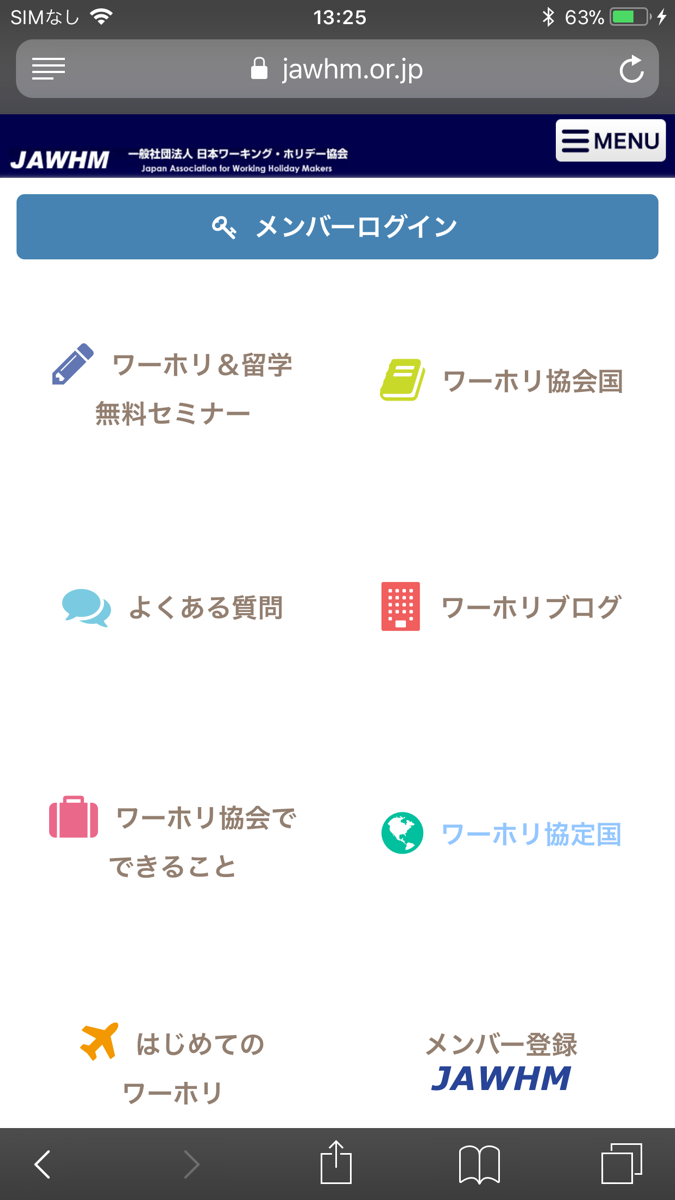 SIMなし 13:25 63%
jawhm.or.jp
JAWHM 一般社団法人 日本ワーキング・ホリデー協会
Japan Association for Working Holiday Makers
MENU
メンバーログイン
ワーホリ＆留学
無料セミナー
ワーホリ協会国
よくある質問
ワーホリブログ
ワーホリ協会で
できること
ワーホリ協定国
はじめての
ワーホリ
メンバー登録
JAWHM